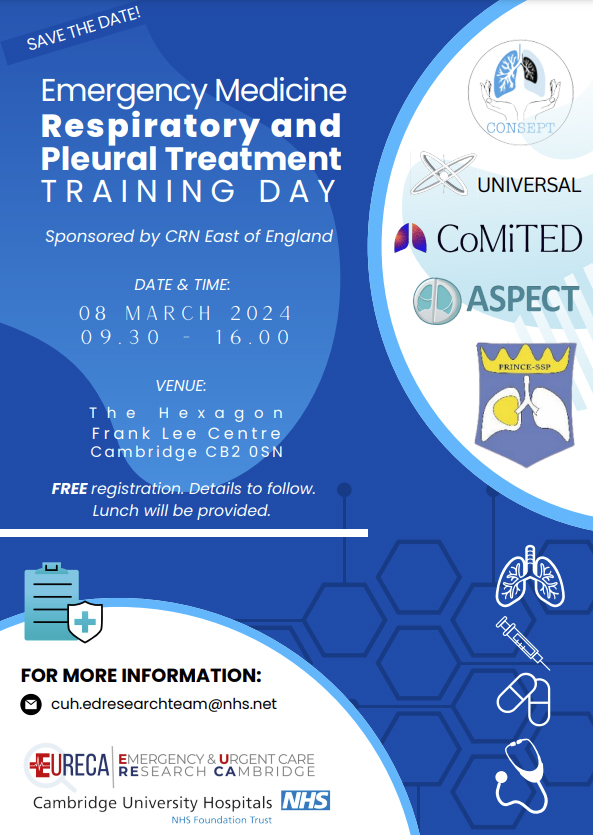 SAVE THE DATE!
Emergency Medicine
Respiratory and
Pleural Treatment
TRAINING DAY
Sponsored by CRN East of England
DATE & TIME:
08 MARCH 2024
09.30 - 16.00
VENUE:
The Hexagon
Frank Lee Centre
Cambridge CB2 0SN
FREE registration. Details to follow.
Lunch will be provided.
CONSEPT
UNIVERSAL
CoMiTED
ASPECT
PRINCE-SSP
FOR MORE INFORMATION:
cuh.edresearchteam@nhs.net
EURECA
EMERGENCY & URGENT CARE
RESEARCH CAMBRIDGE
Cambridge University Hospitals NHS
NHS Foundation Trust